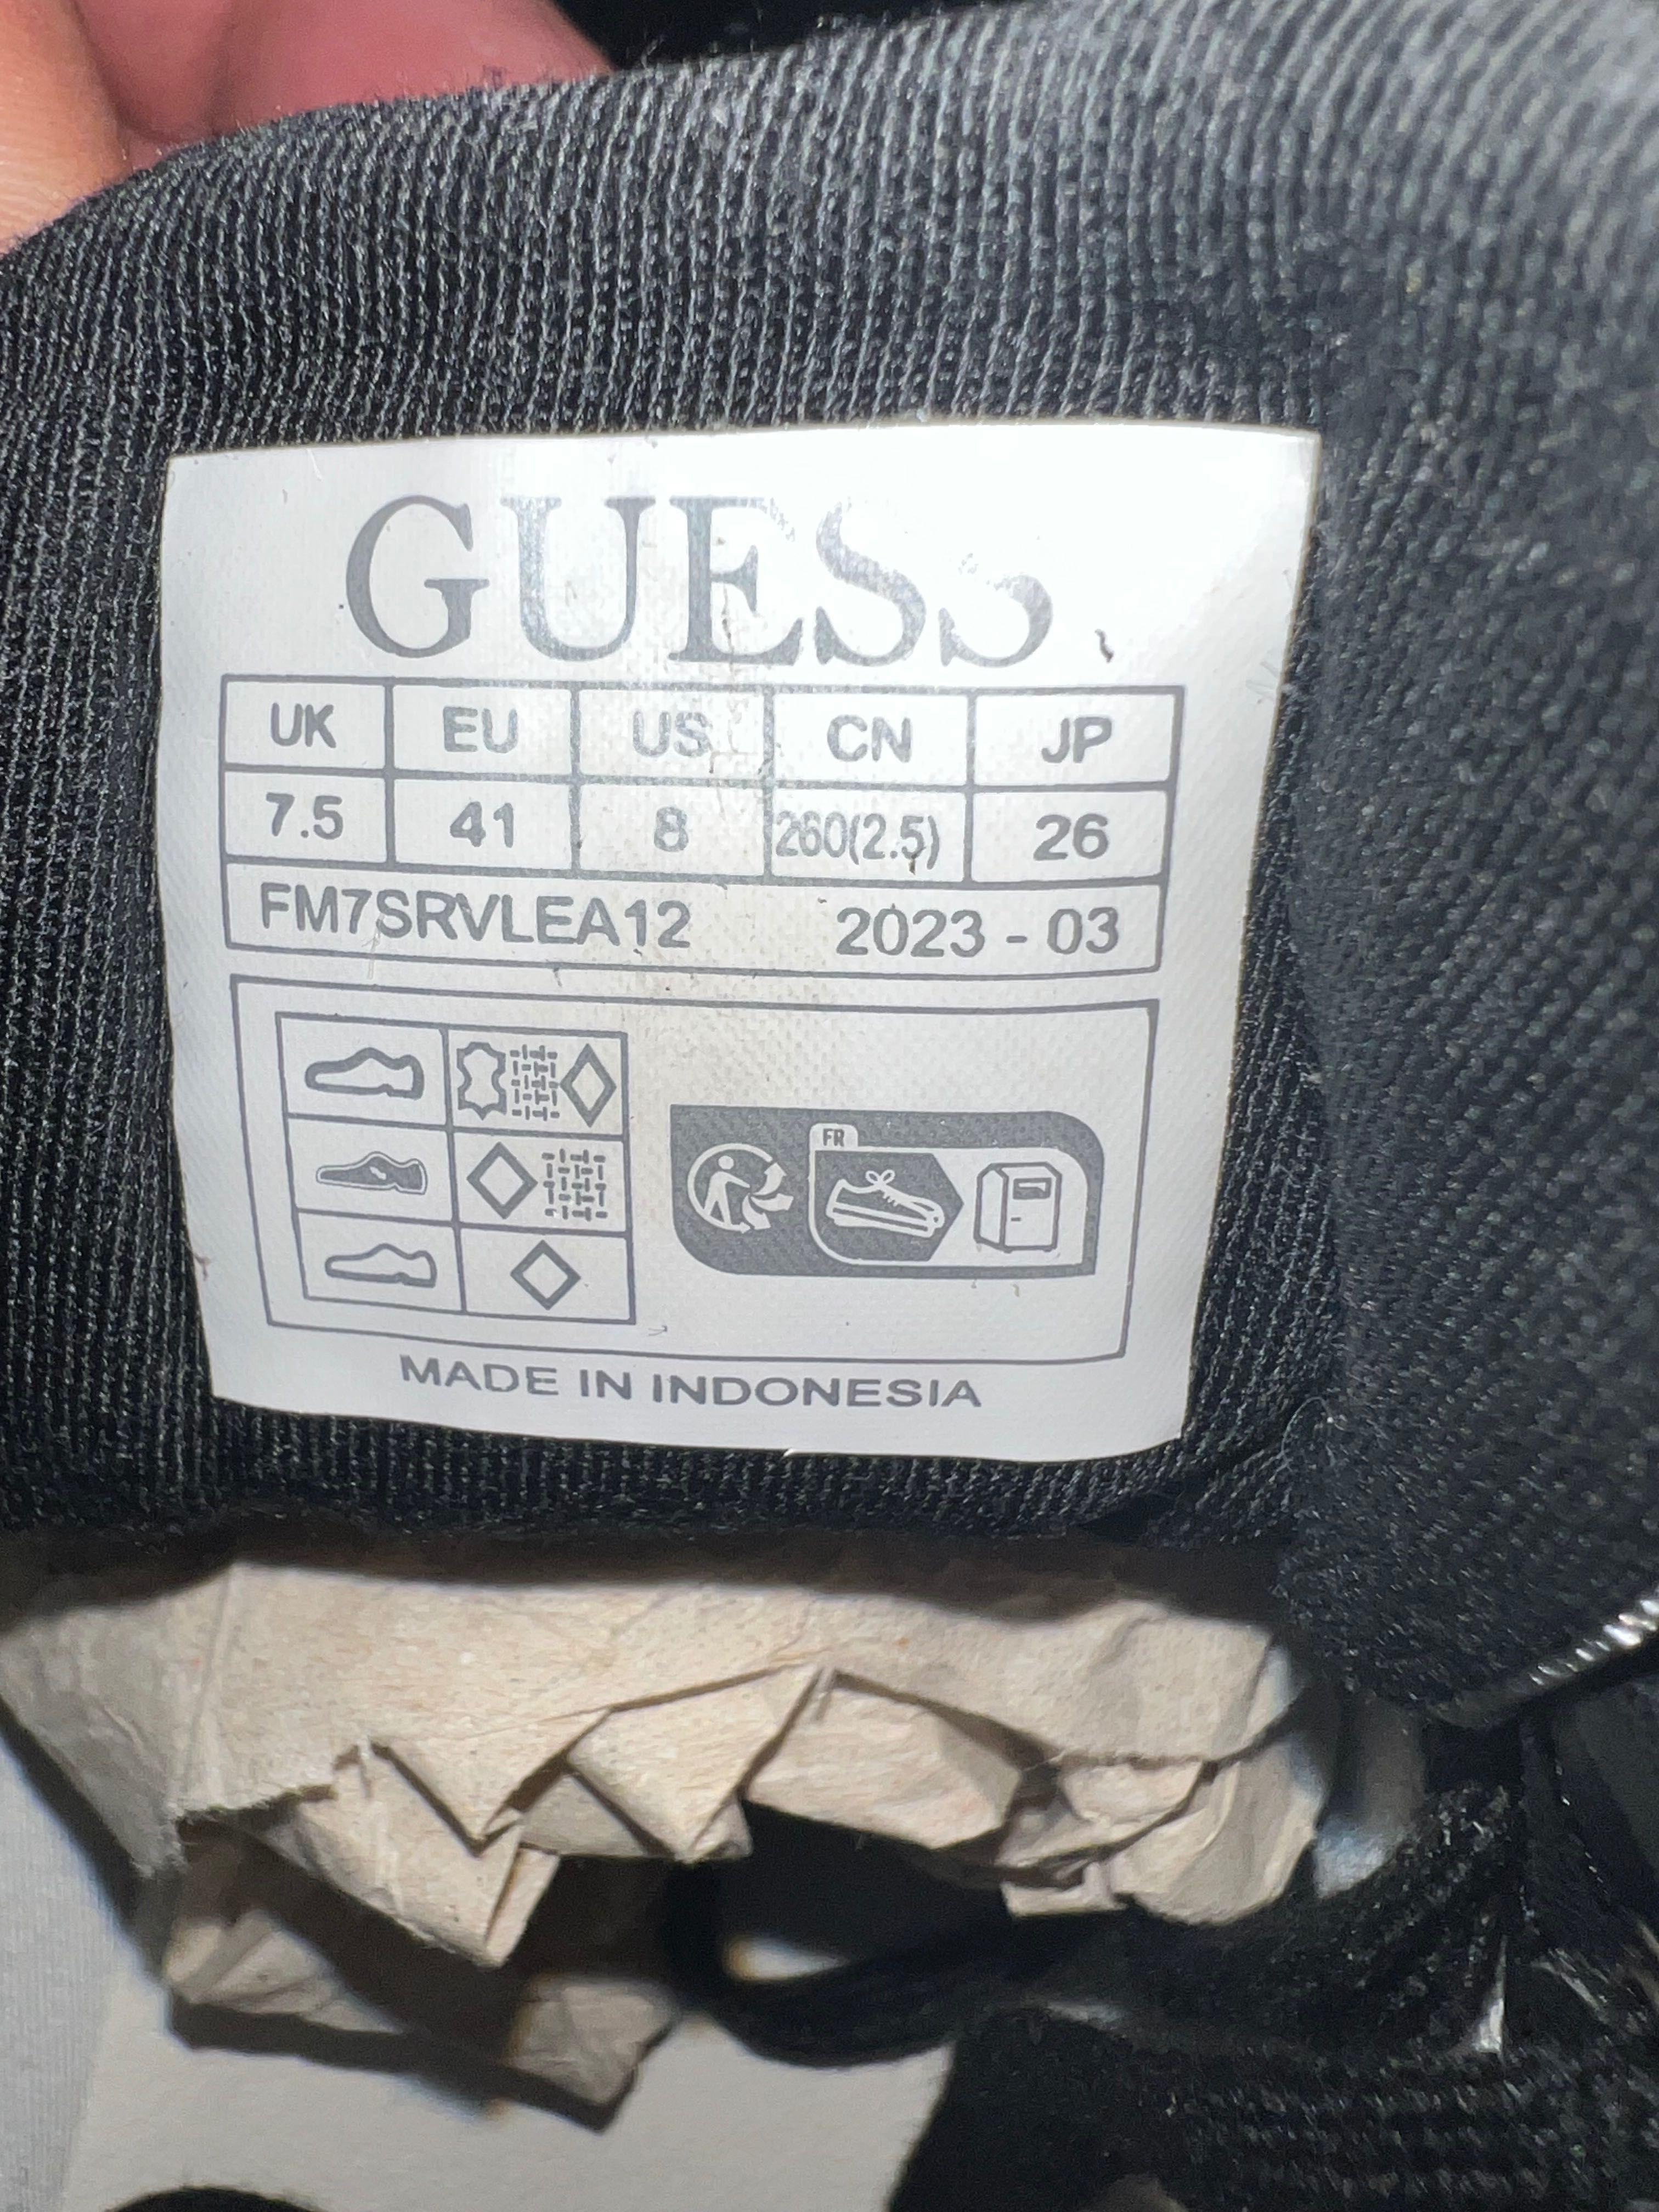 GUESS
UK EU US CN JP
7.5 41 8 260(2.5) 26
FM7SRVLEA12 2023 - 03
FR
MADE IN INDONESIA